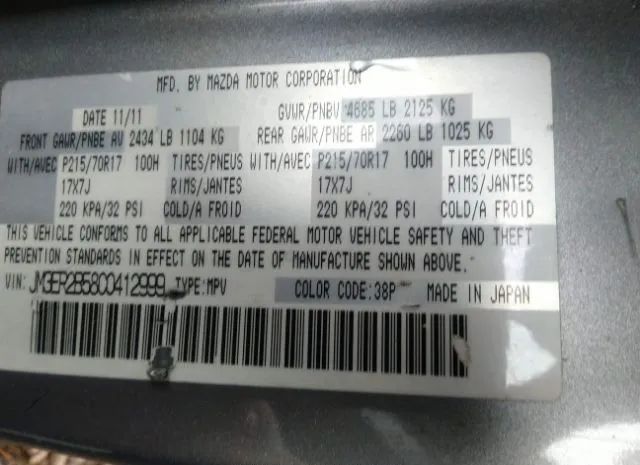 MFD. BY MAZDA MOTOR CORPORATION
DATE 11/11 GVWR/PNBV 4685 LB 2125 KG
FRONT GAWR/PNBE AV 2434 LB 1104 KG REAR GAWR/PNBE AR 2260 LB 1025 KG
WITH/AVEC P215/70R17 100H TIRES/PNEUS WITH/AVEC P215/70R17 100H TIRES/PNEUS
17X7J RIMS/JANTES 17X7J RIMS/JANTES
220 KPA/32 PSI COLD/A FROID 220 KPA/32 PSI COLD/A FROID
THIS VEHICLE CONFORMS TO ALL APPLICABLE FEDERAL MOTOR VEHICLE SAFETY AND THEFT
PREVENTION STANDARDS IN EFFECT ON THE DATE OF MANUFACTURE SHOWN ABOVE.
VIN: JM3ER2B58C0412999 TYPE:MPV COLOR CODE:38P MADE IN JAPAN